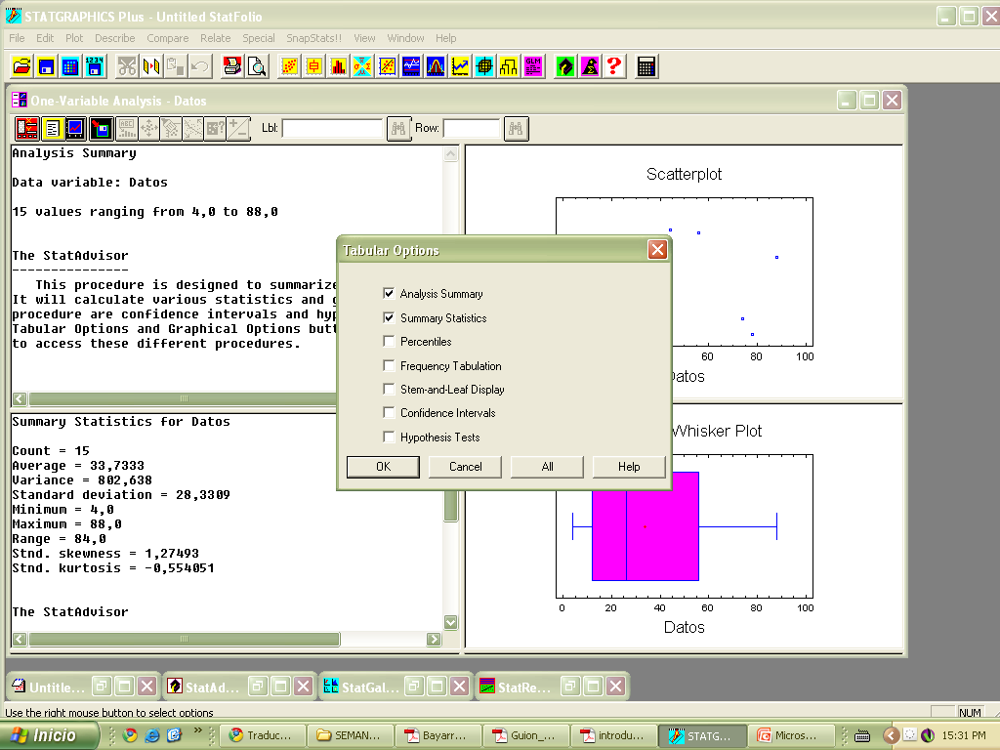 STATGRAPHICS Plus - Untitled StatFolio
File Edit Plot Describe Compare Relate Special SnapStats!! View Window Help
1234
GLM
One-Variable Analysis - Datos
ABC
Lbl: Row:
Analysis Summary
Data variable: Datos
15 values ranging from 4,0 to 88,0
The StatAdvisor
---------------
This procedure is designed to summarize
It will calculate various statistics and
procedure are confidence intervals and
Tabular Options and Graphical Options
to access these different procedures.
Scatterplot
60 80 100
Tabular Options
Analysis Summary
Summary Statistics
Percentiles
Frequency Tabulation
Stem-and-Leaf Display
Confidence Intervals
Hypothesis Tests
OK Cancel All Help
Summary Statistics for Datos
Count = 15
Average = 33,7333
Variance = 802,638
Standard deviation = 28,3309
Minimum = 4,0
Maximum = 88,0
Range = 84,0
Stnd. skewness = 1,27493
Stnd. kurtosis = -0,554051
The StatAdvisor
Whisker Plot
0 20 40 60 80 100
Datos
Untitle... StatAd... StatGal... StatRe...
Use the right mouse button to select options
NUM
Inicio
Traduc... SEMAN... Bayarr... Guion_... introdu... STATG... Micros...
15:31 PM